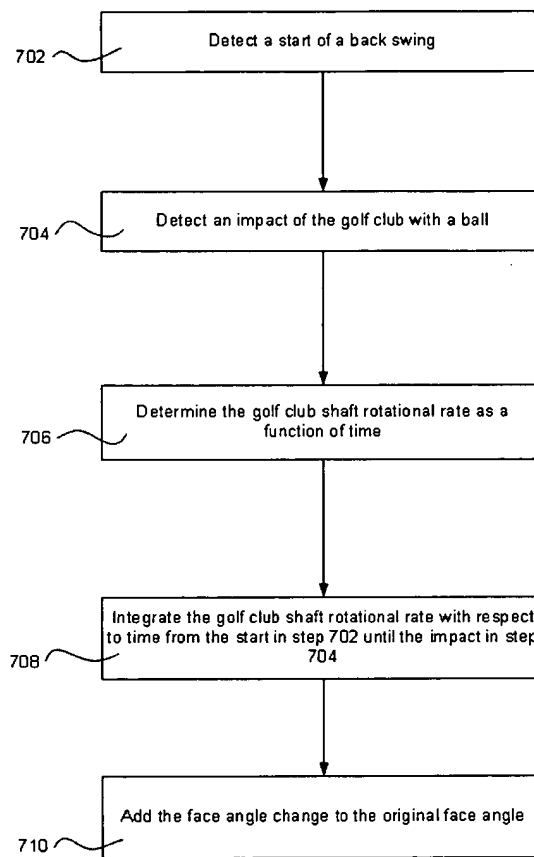 Detect a start of a back swing
702
Detect an impact of the golf club with a ball
704
Determine the golf club shaft rotational rate as a
function of time
706
Integrate the golf club shaft rotational rate with respect
to time from the start in step 702 until the impact in step
704
708
Add the face angle change to the original face angle
710